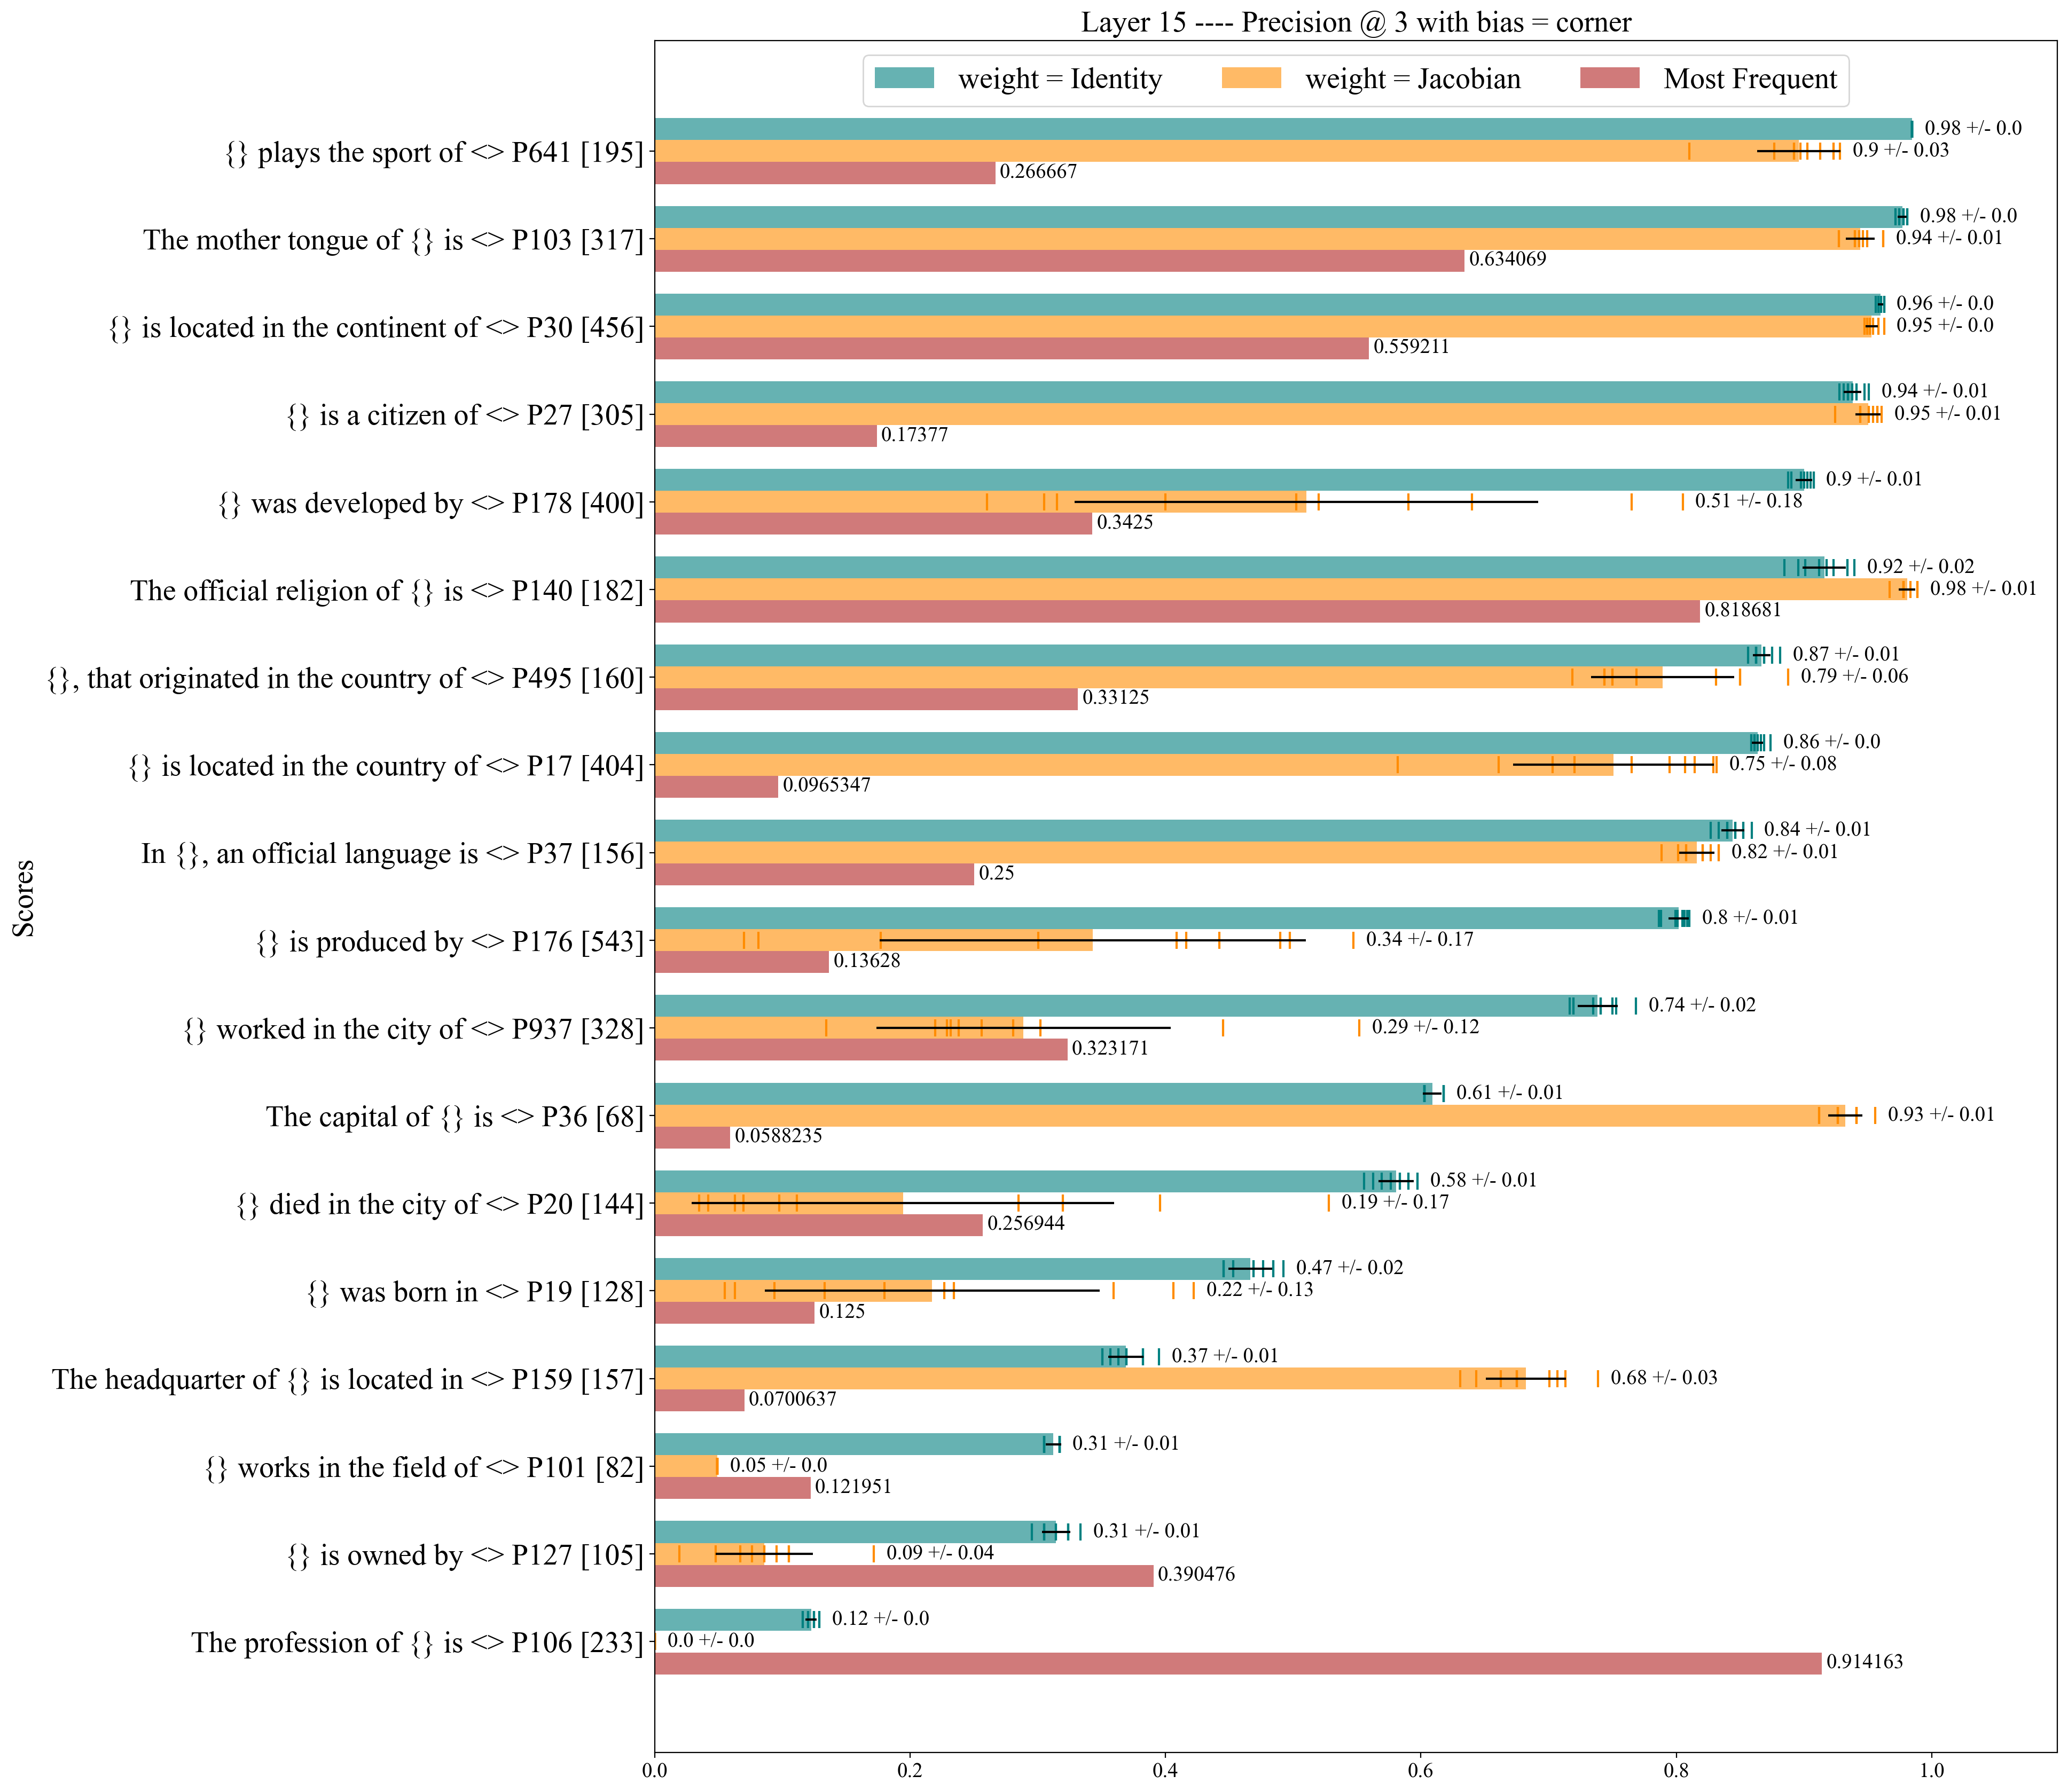 Layer 15 ---- Precision @ 3 with bias = corner
weight = Identity weight = Jacobian Most Frequent
{} plays the sport of <> P641 [195]
0.98 +/- 0.0
0.9 +/- 0.03
0.266667
The mother tongue of {} is <> P103 [317]
0.98 +/- 0.0
0.94 +/- 0.01
0.634069
{} is located in the continent of <> P30 [456]
0.96 +/- 0.0
0.95 +/- 0.0
0.559211
{} is a citizen of <> P27 [305]
0.94 +/- 0.01
0.95 +/- 0.01
0.17377
{} was developed by <> P178 [400]
0.9 +/- 0.01
0.51 +/- 0.18
0.3425
The official religion of {} is <> P140 [182]
0.92 +/- 0.02
0.98 +/- 0.01
0.818681
{}, that originated in the country of <> P495 [160]
0.87 +/- 0.01
0.79 +/- 0.06
0.33125
{} is located in the country of <> P17 [404]
0.86 +/- 0.0
0.75 +/- 0.08
0.0965347
In {}, an official language is <> P37 [156]
0.84 +/- 0.01
0.82 +/- 0.01
0.25
{} is produced by <> P176 [543]
0.8 +/- 0.01
0.34 +/- 0.17
0.13628
{} worked in the city of <> P937 [328]
0.74 +/- 0.02
0.29 +/- 0.12
0.323171
The capital of {} is <> P36 [68]
0.61 +/- 0.01
0.93 +/- 0.01
0.0588235
{} died in the city of <> P20 [144]
0.58 +/- 0.01
0.19 +/- 0.17
0.256944
{} was born in <> P19 [128]
0.47 +/- 0.02
0.22 +/- 0.13
0.125
The headquarter of {} is located in <> P159 [157]
0.37 +/- 0.01
0.68 +/- 0.03
0.0700637
{} works in the field of <> P101 [82]
0.31 +/- 0.01
0.05 +/- 0.0
0.121951
{} is owned by <> P127 [105]
0.31 +/- 0.01
0.09 +/- 0.04
0.390476
The profession of {} is <> P106 [233]
0.12 +/- 0.0
0.0 +/- 0.0
0.914163
Scores
0.0 0.2 0.4 0.6 0.8 1.0